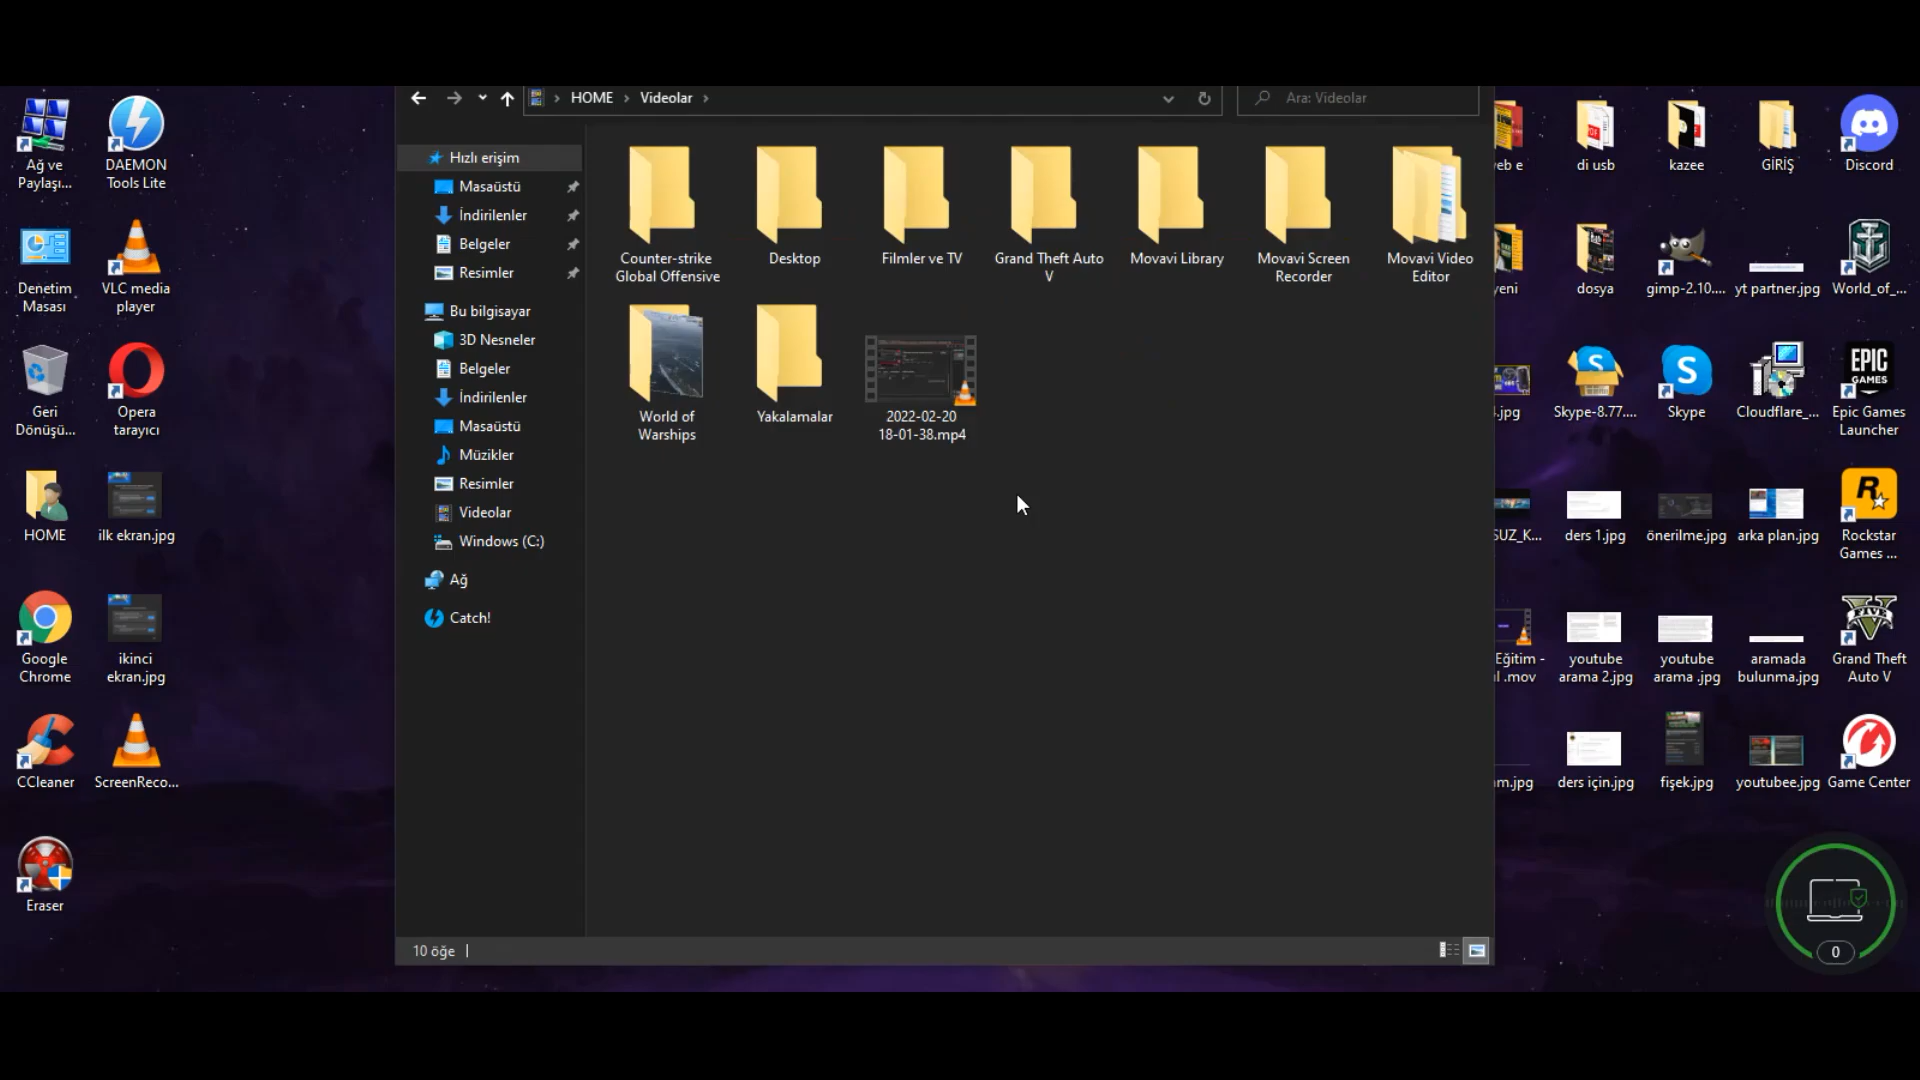 HOME
Videolar
Ara: Videolar
Ağ ve
Paylaşı...
DAEMON
Tools Lite
Denetim
Masası
VLC media
player
Geri
Dönüşü...
Opera
tarayıcı
HOME
ilk ekran.jpg
Google
Chrome
ikinci
ekran.jpg
CCleaner
ScreenReco...
Eraser
Hızlı erişim
Masaüstü
İndirilenler
Belgeler
Resimler
Bu bilgisayar
3D Nesneler
Belgeler
İndirilenler
Masaüstü
Müzikler
Resimler
Videolar
Windows (C:)
Ağ
Catch!
Counter-strike
Global Offensive
Desktop
Filmler ve TV
Grand Theft Auto
V
Movavi Library
Movavi Screen
Recorder
Movavi Video
Editor
World of
Warships
Yakalamalar
2022-02-20
18-01-38.mp4
10 öğe
eb e
di usb
kazee
GİRİŞ
Discord
yeni
dosya
gimp-2.10....
yt partner.jpg
World_of_...
.jpg
Skype-8.77....
Skype
Cloudflare_...
EPIC
GAMES
Epic Games
Launcher
SUZ_K...
ders 1.jpg
önerilme.jpg
arka plan.jpg
Rockstar
Games ...
Eğitim -
l .mov
youtube
arama 2.jpg
youtube
arama .jpg
aramada
bulunma.jpg
FIVE
Grand Theft
Auto V
m.jpg
ders için.jpg
fişek.jpg
youtubee.jpg
Game Center
0